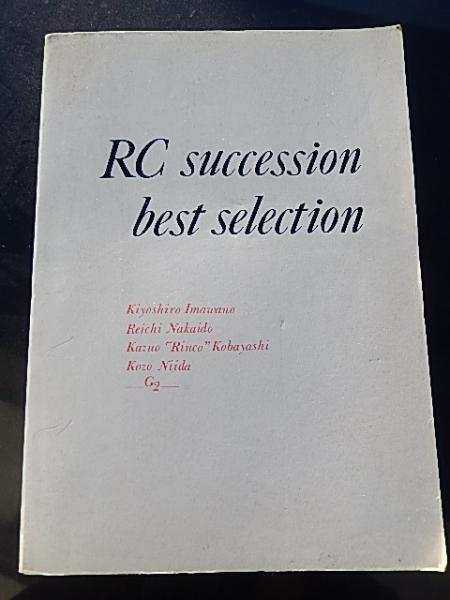 RC succession
best selection
Kiyoshiro Imawano
Reichi Nakaido
Kazuo "Rinco" Kobayashi
Kozo Niida
G2